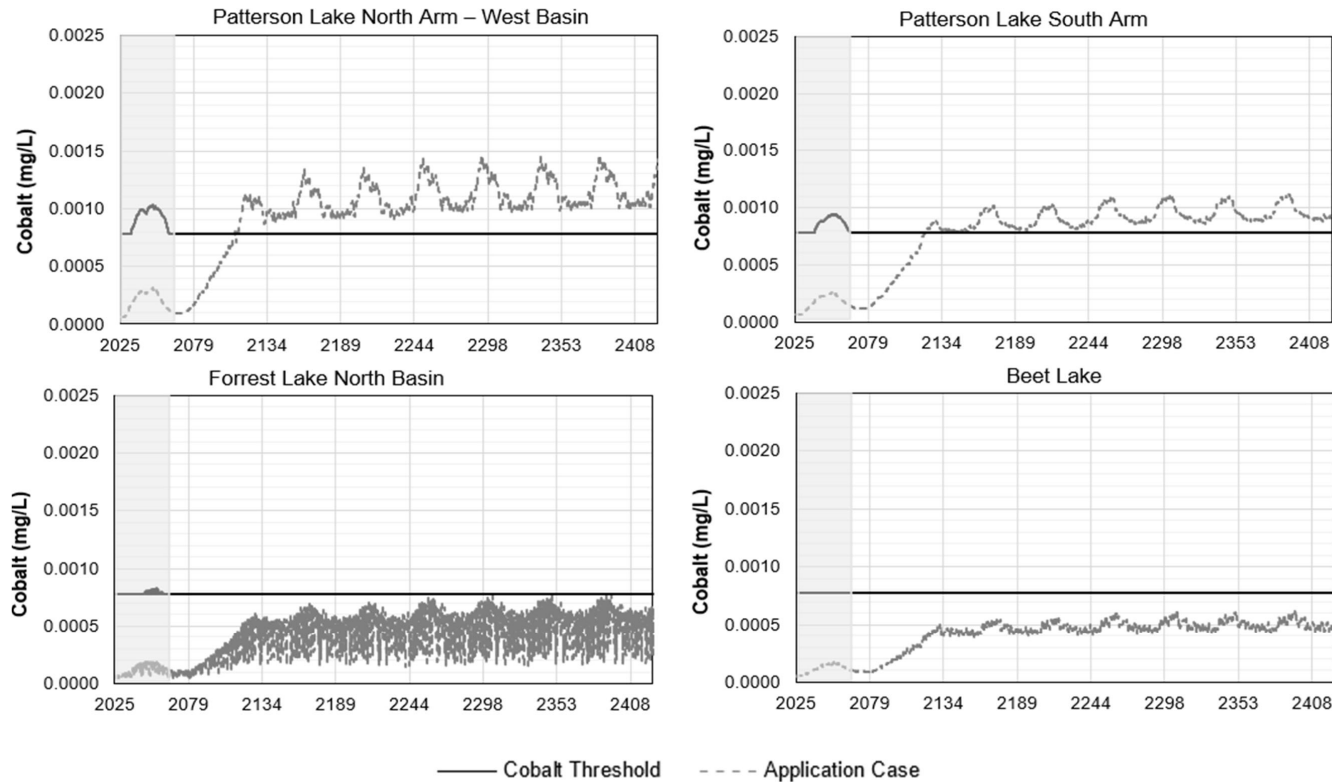 Patterson Lake North Arm – West Basin
Cobalt (mg/L)
0.0025
0.0020
0.0015
0.0010
0.0005
0.0000
2025 2079 2134 2189 2244 2298 2353 2408
Patterson Lake South Arm
Cobalt (mg/L)
0.0025
0.0020
0.0015
0.0010
0.0005
0.0000
2025 2079 2134 2189 2244 2298 2353 2408
Forrest Lake North Basin
Cobalt (mg/L)
0.0025
0.0020
0.0015
0.0010
0.0005
0.0000
2025 2079 2134 2189 2244 2298 2353 2408
Beet Lake
Cobalt (mg/L)
0.0025
0.0020
0.0015
0.0010
0.0005
0.0000
2025 2079 2134 2189 2244 2298 2353 2408
Cobalt Threshold Application Case